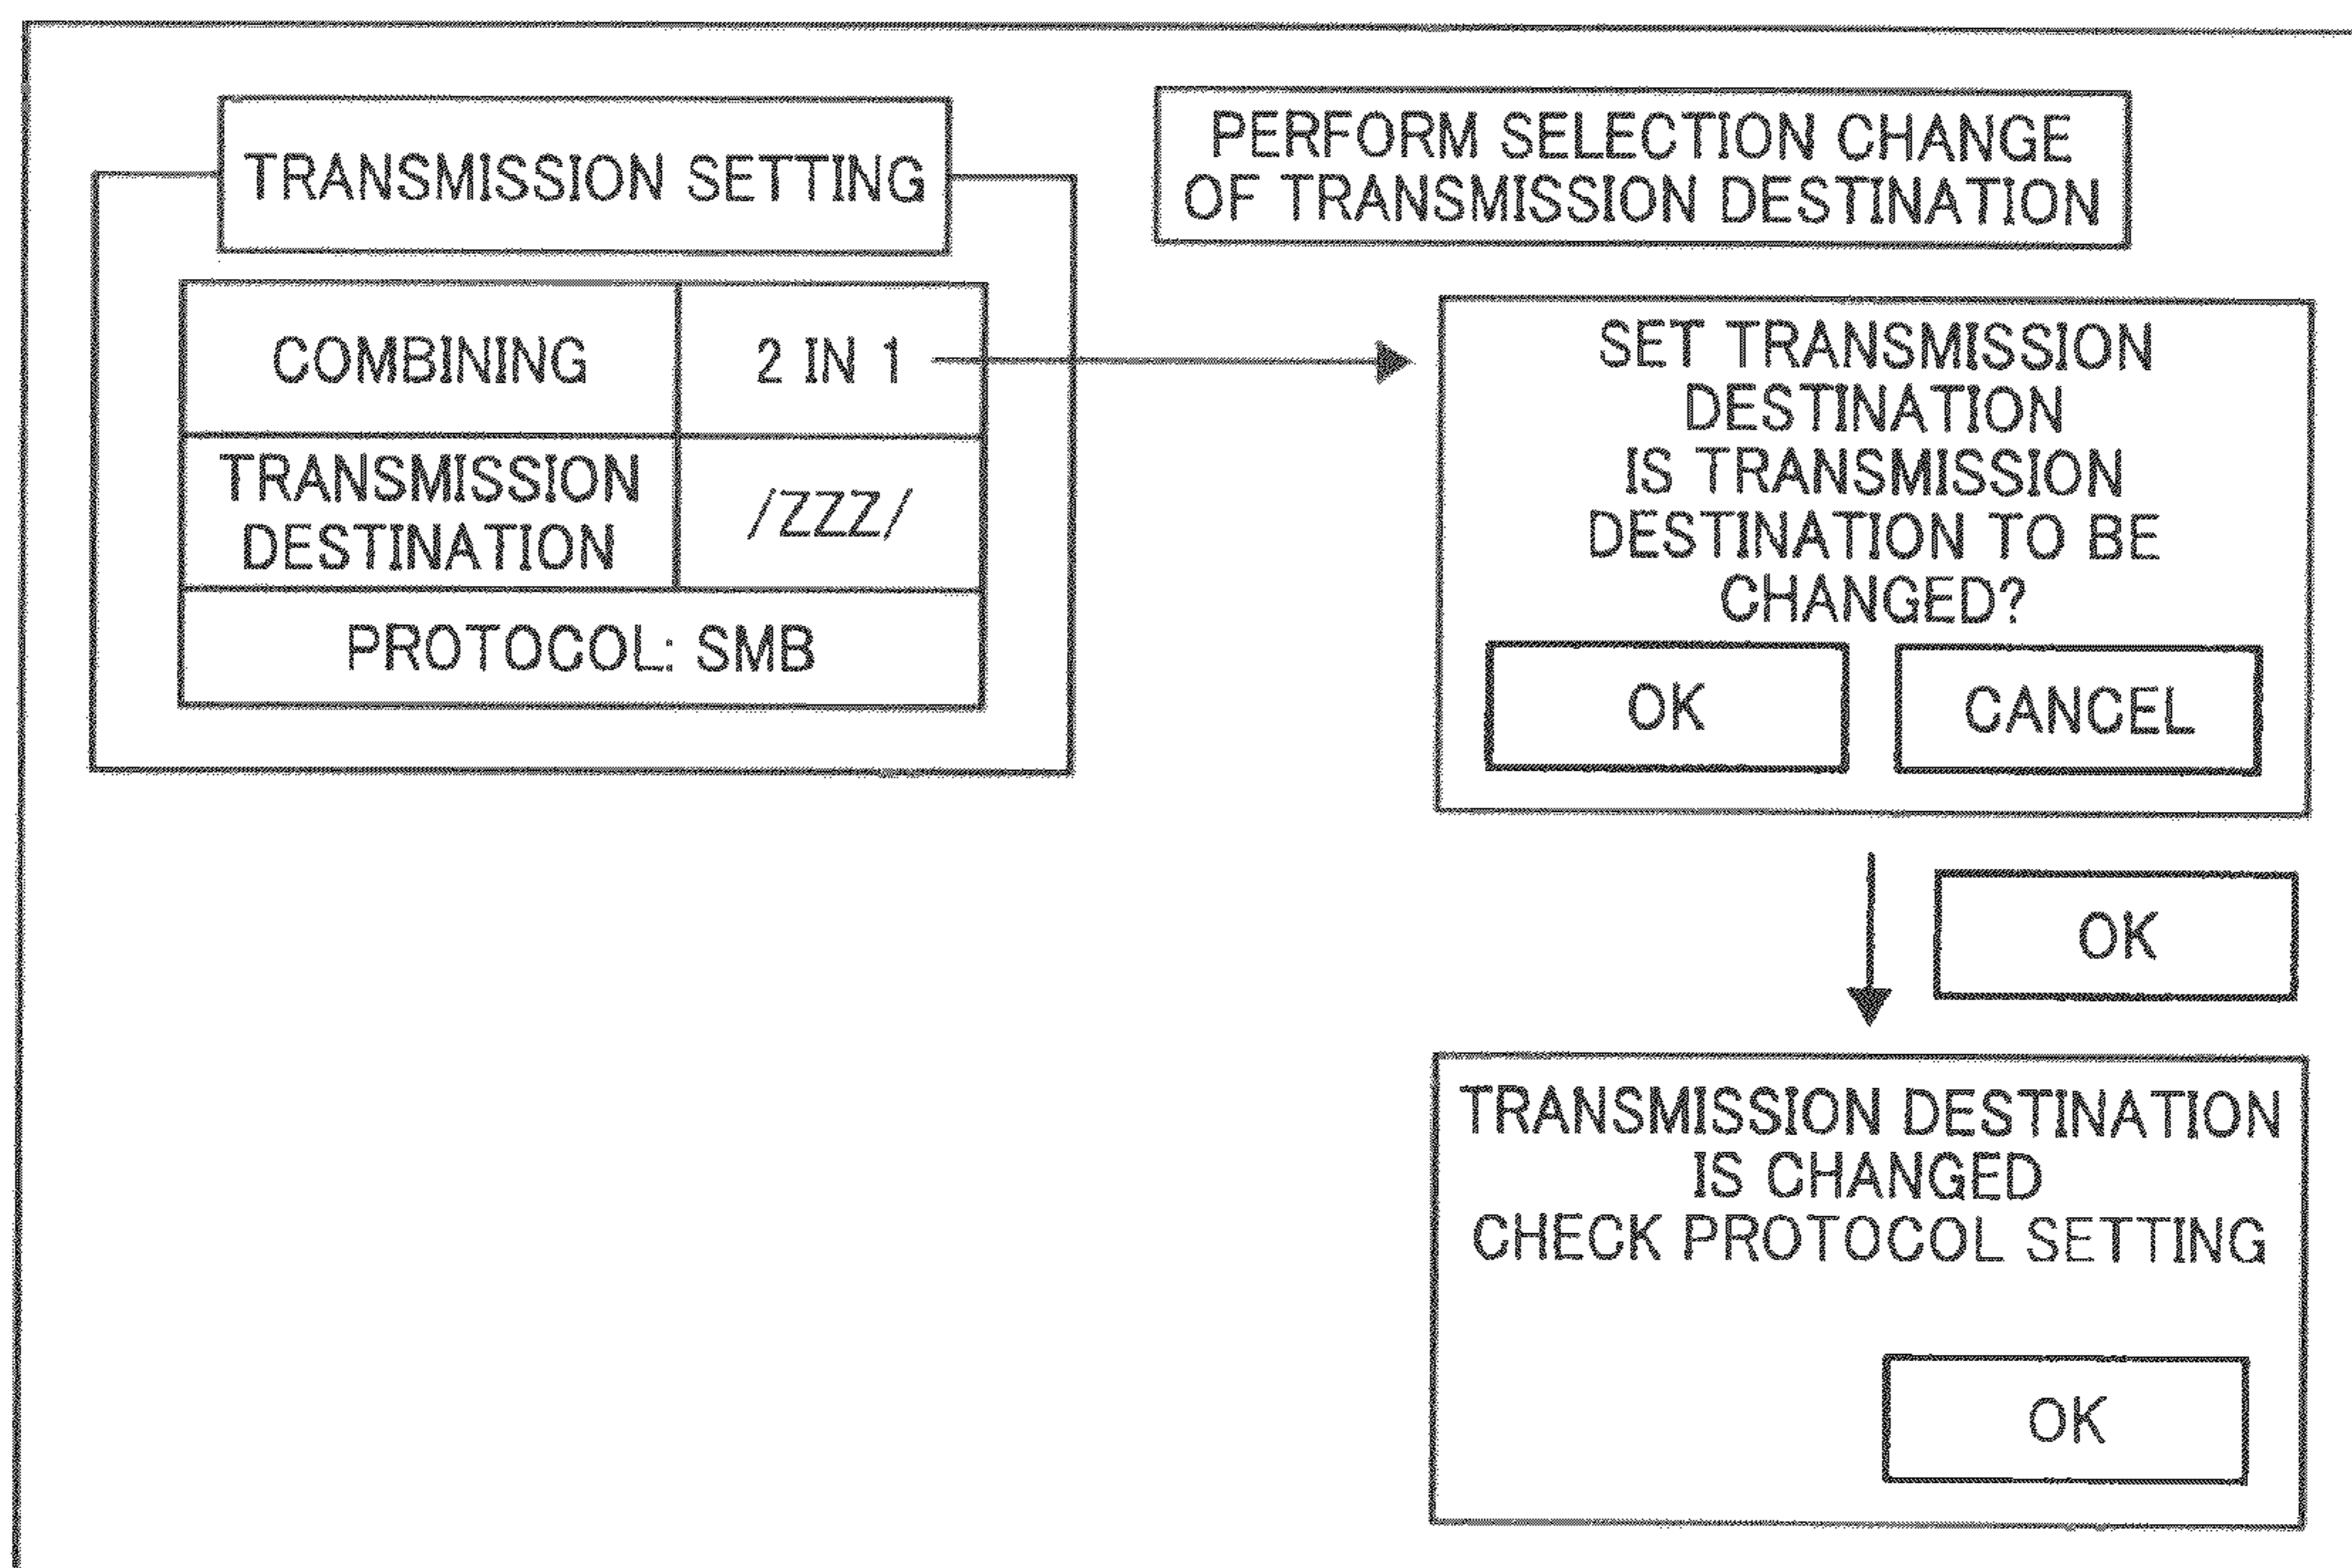 TRANSMISSION SETTING
COMBINING
2 IN 1
TRANSMISSION
DESTINATION
/ZZZ/
PROTOCOL: SMB
PERFORM SELECTION CHANGE
OF TRANSMISSION DESTINATION
SET TRANSMISSION
DESTINATION
IS TRANSMISSION
DESTINATION TO BE
CHANGED?
OK
CANCEL
OK
TRANSMISSION DESTINATION
IS CHANGED
CHECK PROTOCOL SETTING
OK